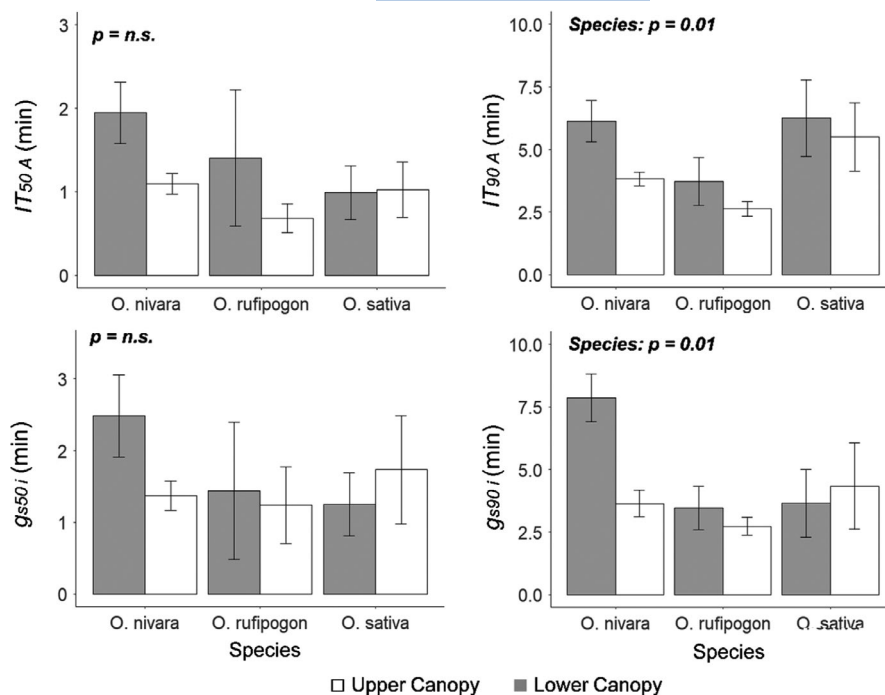 p = n.s.
IT50 A (min)
3
2
1
0
O. nivara O. rufipogon O. sativa
Species: p = 0.01
IT90 A (min)
10.0
7.5
5.0
2.5
0.0
O. nivara O. rufipogon O. sativa
p = n.s.
gs50 i (min)
3
2
1
0
O. nivara O. rufipogon O. sativa
Species
Species: p = 0.01
gs90 i (min)
10.0
7.5
5.0
2.5
0.0
O. nivara O. rufipogon O. sativa
Species
Upper Canopy Lower Canopy